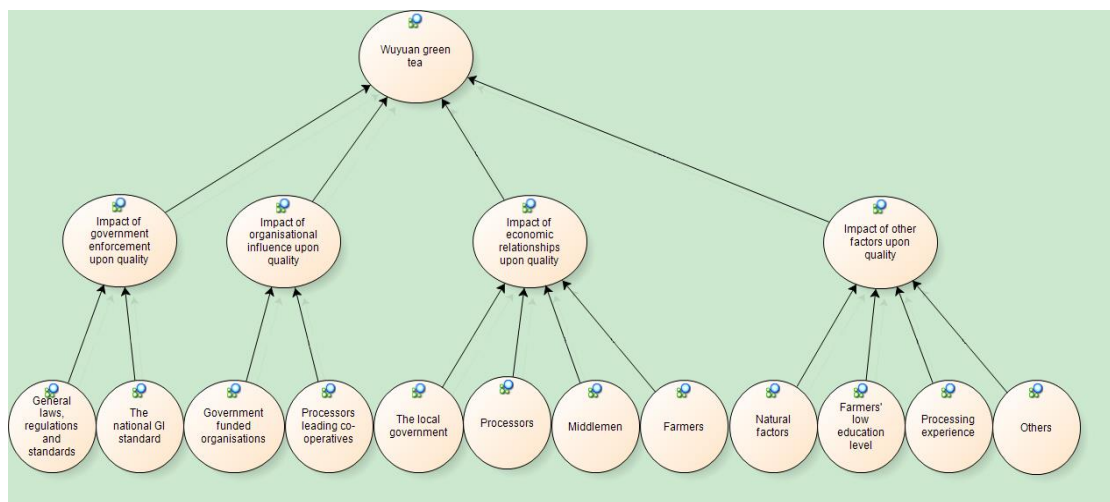 Wuyuan green
tea
Impact of
government
enforcement
upon quality
Impact of
organisational
influence upon
quality
Impact of
economic
relationships
upon quality
Impact of other
factors upon
quality
General
laws,
regulations
and
standards
The
national GI
standard
Government
funded
organisations
Processors
leading co-
operatives
The local
government
Processors
Middlemen
Farmers
Natural
factors
Farmers'
low
education
level
Processing
experience
Others